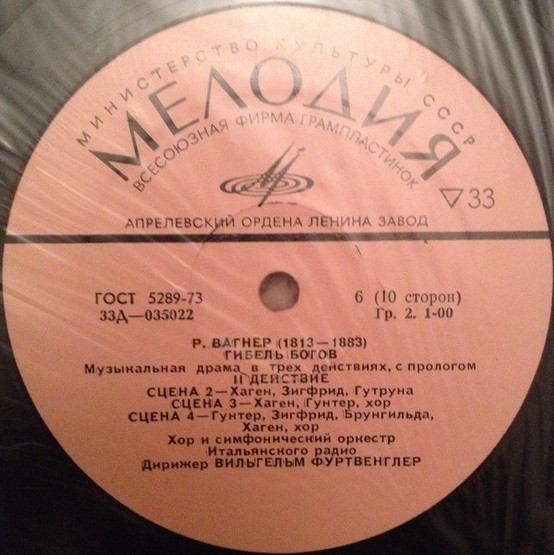 МИНИСТЕРСТВО КУЛЬТУРЫ СССР
МЕЛОДИЯ
ВСЕСОЮЗНАЯ ФИРМА ГРАМПЛАСТИНОК
▽33
АПРЕЛЕВСКИЙ ОРДЕНА ЛЕНИНА ЗАВОД
ГОСТ 5289-73
33Д—035022
6 (10 сторон)
Гр. 2. 1-00
Р. ВАГНЕР (1813—1883)
ГИБЕЛЬ БОГОВ
Музыкальная драма в трех действиях, с прологом
II ДЕЙСТВИЕ
СЦЕНА 2—Хаген, Зигфрид, Гутруна
СЦЕНА 3—Хаген, Гунтер, хор
СЦЕНА 4—Гунтер, Зигфрид, Брунгильда,
Хаген, хор
Хор и симфонический оркестр
Итальянского радио
Дирижер ВИЛЬГЕЛЬМ ФУРТВЕНГЛЕР